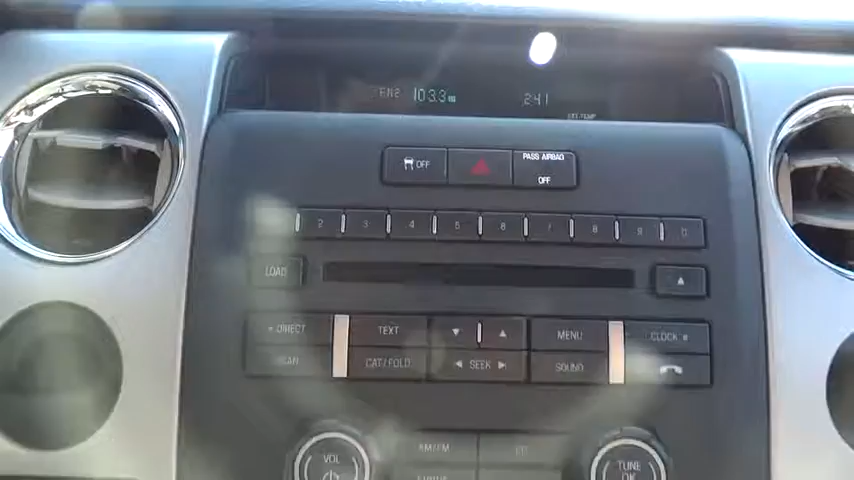 103.3
2:41
OFF
PASS AIRBAG
OFF
2 3 4 5 6 7 8 9 0
LOAD
DIRECT
TEXT
MENU
CLOCK
SCAN
CAT/FOLD
SEEK
SOUND
AM/FM
VOL
TUNE
OK